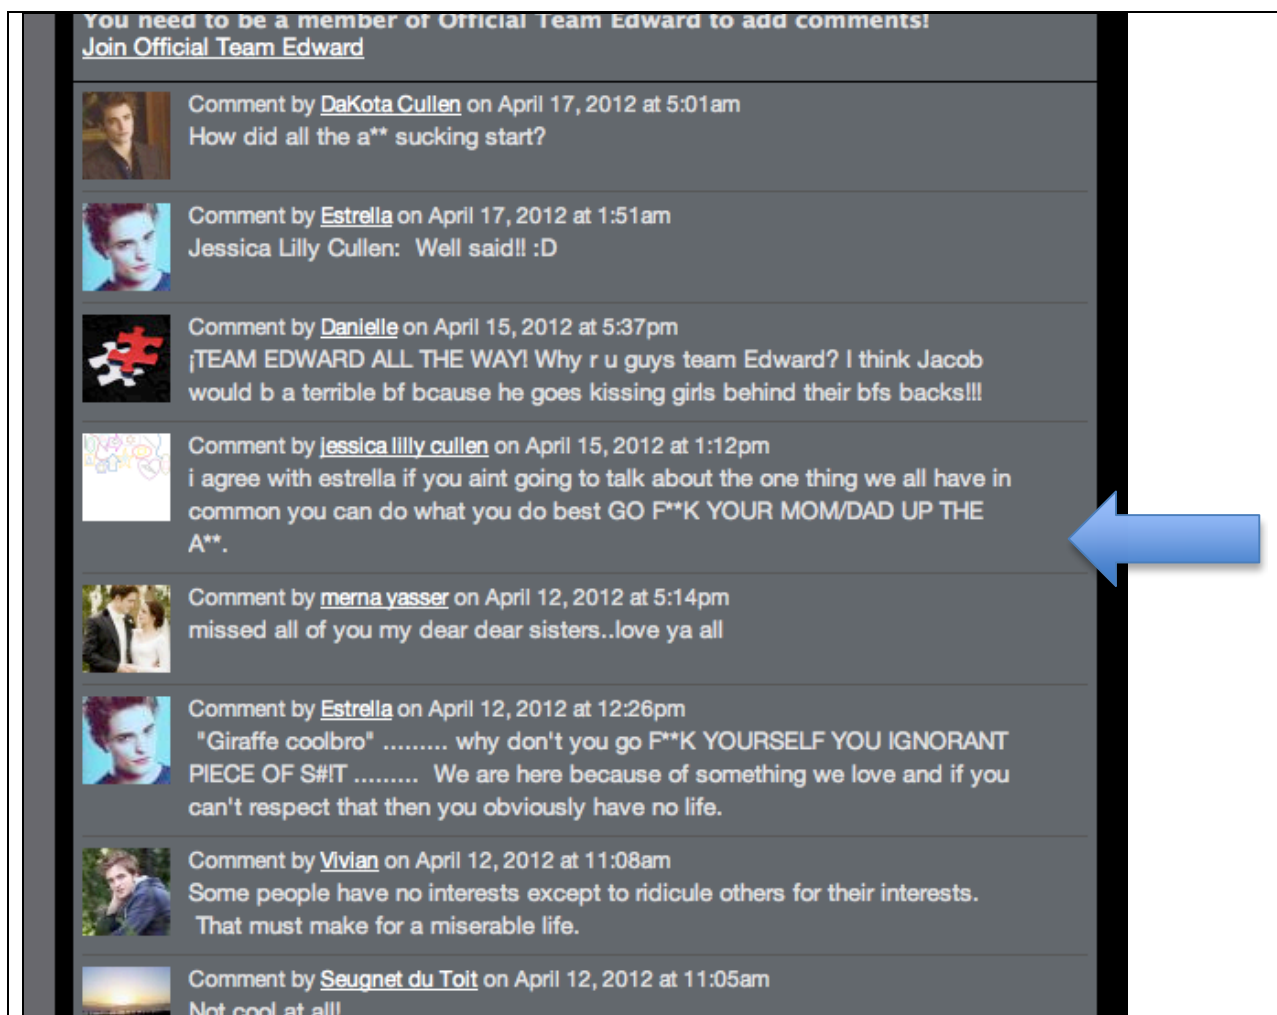 You need to be a member of Official Team Edward to add comments!
Join Official Team Edward
Comment by DaKota Cullen on April 17, 2012 at 5:01am
How did all the a** sucking start?
Comment by Estrella on April 17, 2012 at 1:51am
Jessica Lilly Cullen:  Well said!! :D
Comment by Danielle on April 15, 2012 at 5:37pm
¡TEAM EDWARD ALL THE WAY! Why r u guys team Edward? I think Jacob
would b a terrible bf bcause he goes kissing girls behind their bfs backs!!!
Comment by jessica lilly cullen on April 15, 2012 at 1:12pm
i agree with estrella if you aint going to talk about the one thing we all have in
common you can do what you do best GO F**K YOUR MOM/DAD UP THE
A**.
Comment by merna yasser on April 12, 2012 at 5:14pm
missed all of you my dear dear sisters..love ya all
Comment by Estrella on April 12, 2012 at 12:26pm
"Giraffe coolbro" ......... why don't you go F**K YOURSELF YOU IGNORANT
PIECE OF S#!T ......... We are here because of something we love and if you
can't respect that then you obviously have no life.
Comment by Vivian on April 12, 2012 at 11:08am
Some people have no interests except to ridicule others for their interests.
That must make for a miserable life.
Comment by Seugnet du Toit on April 12, 2012 at 11:05am
Not cool at all!